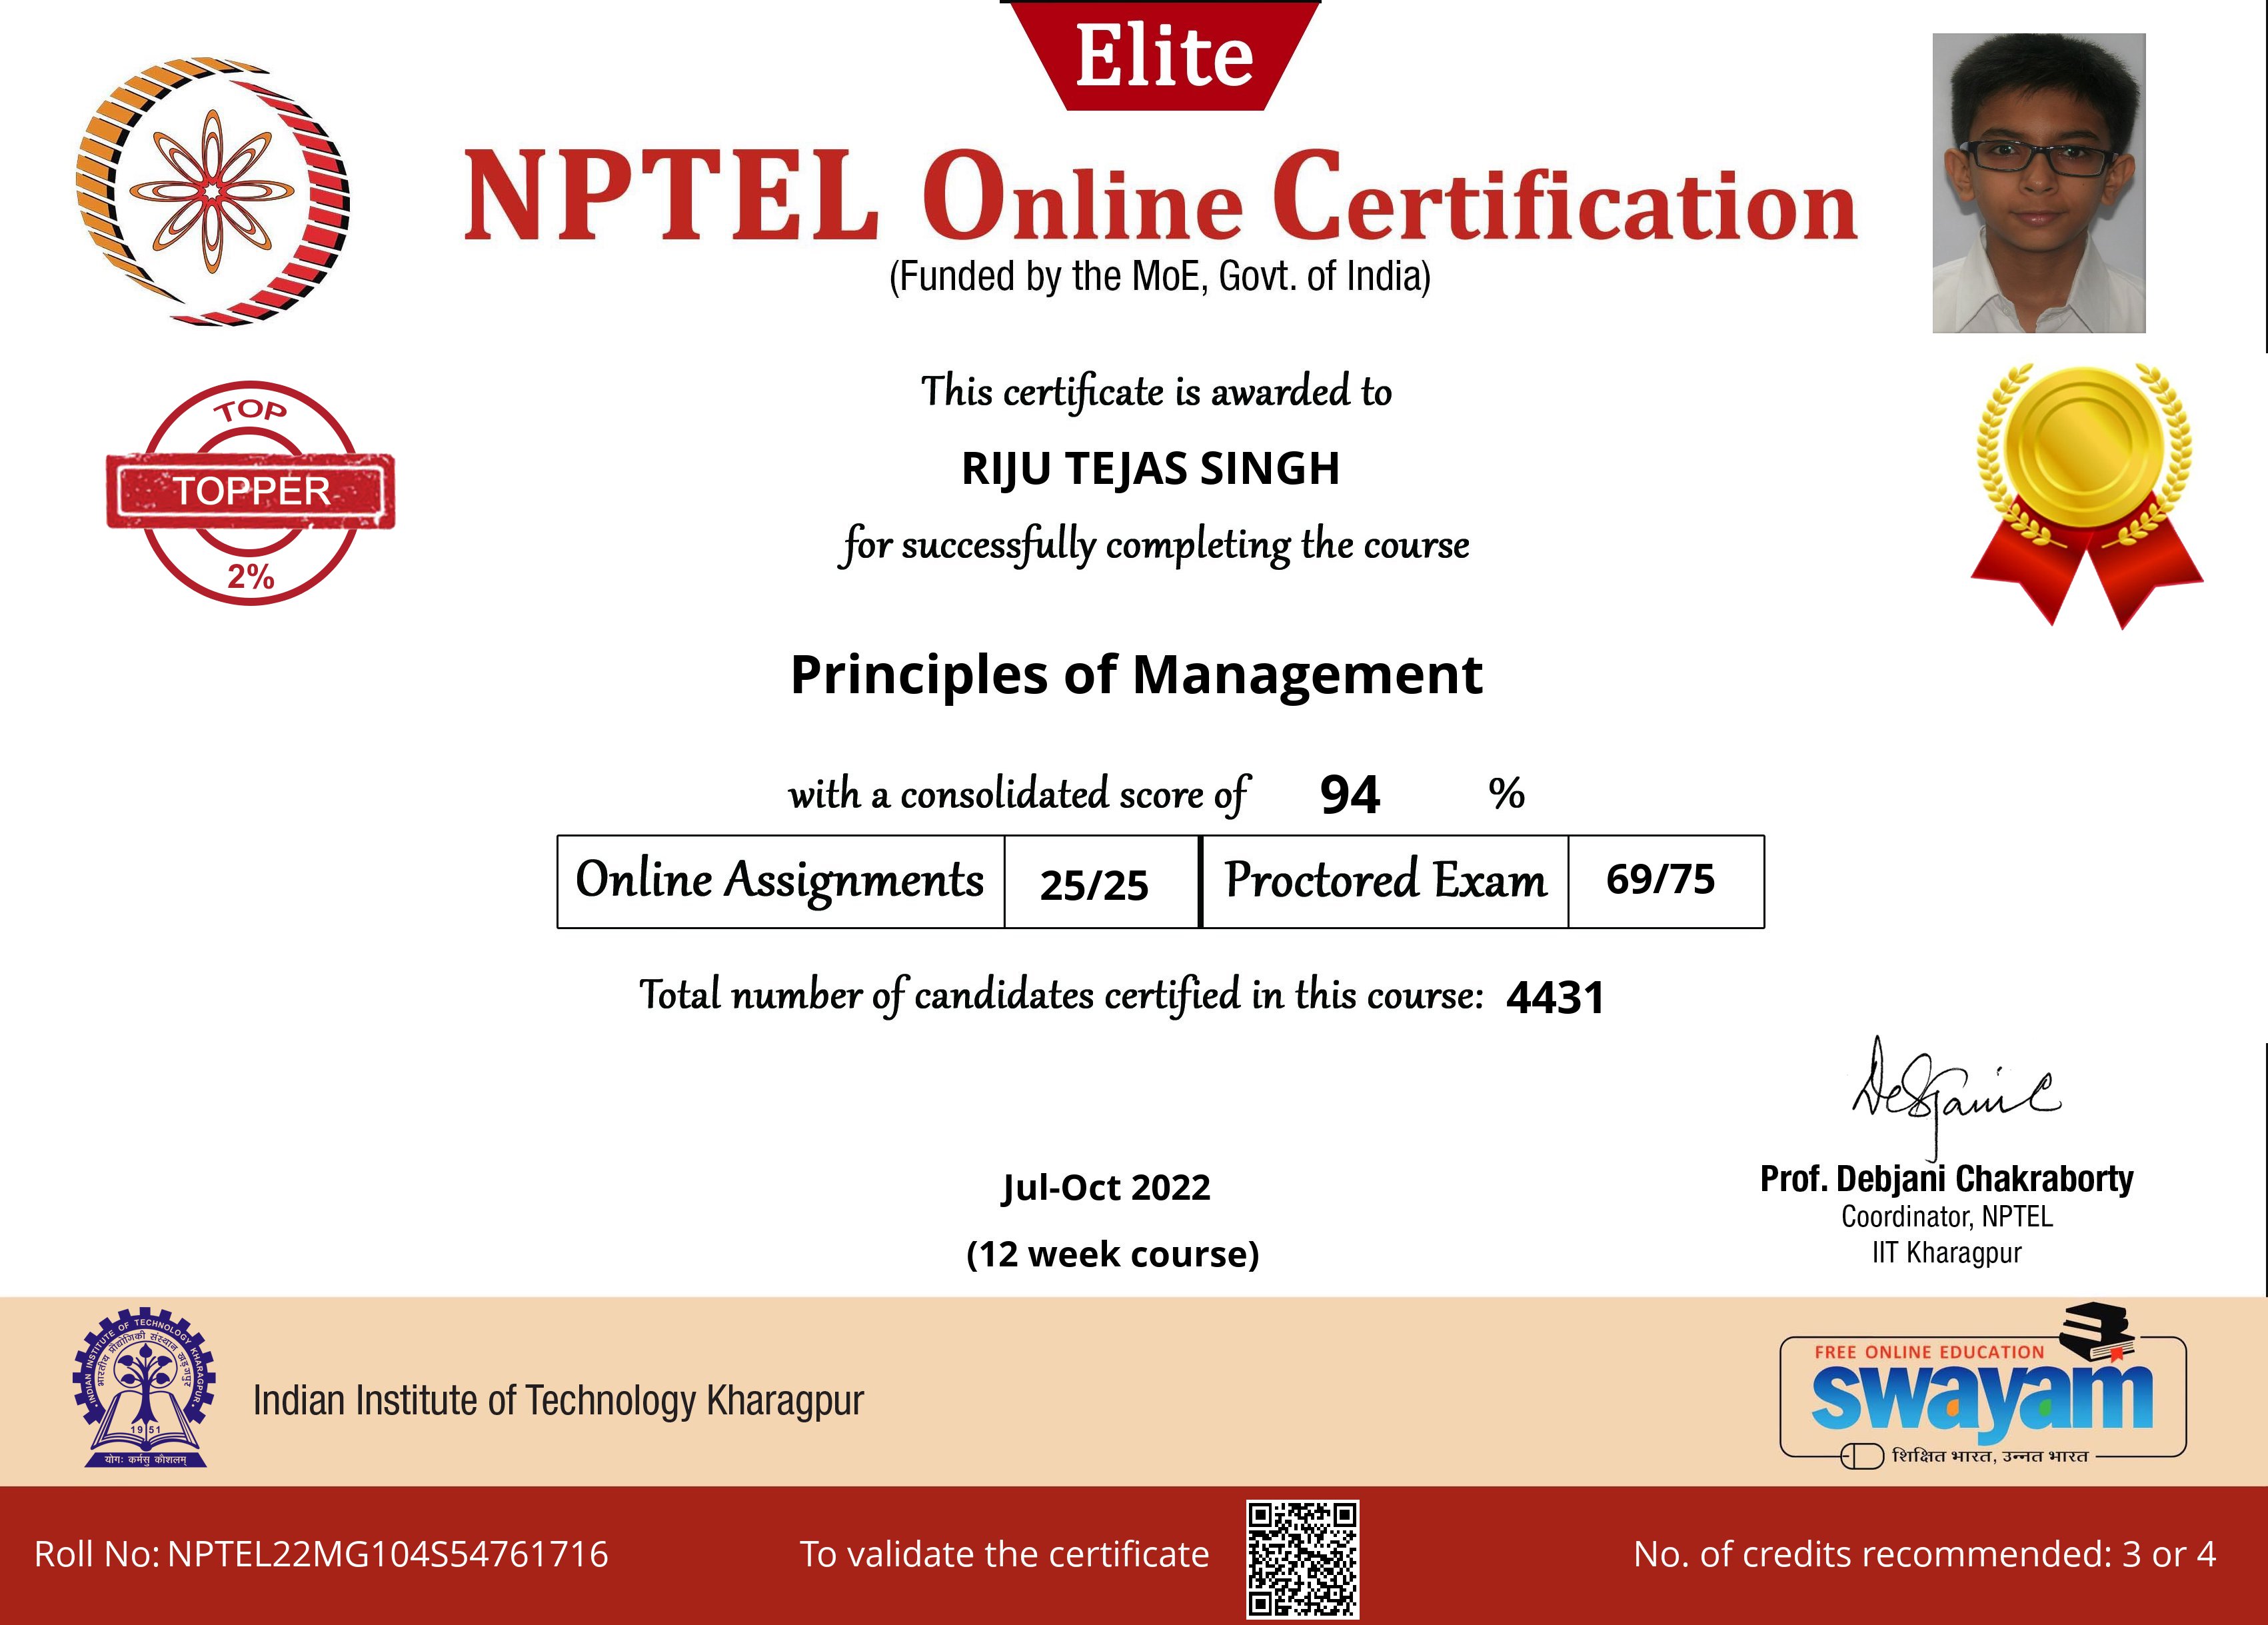 Elite
NPTEL Online Certification
(Funded by the MoE, Govt. of India)
This certificate is awarded to
RIJU TEJAS SINGH
for successfully completing the course
TOP
TOPPER
2%
Principles of Management
with a consolidated score of 94 %
Online Assignments 25/25 Proctored Exam 69/75
Total number of candidates certified in this course: 4431
Debjani C
Prof. Debjani Chakraborty
Coordinator, NPTEL
IIT Kharagpur
Jul-Oct 2022
(12 week course)
INDIAN INSTITUTE OF TECHNOLOGY KHARAGPUR
भारतीय प्रौद्योगिकी संस्थान खड़गपुर
1951
योगः कर्मसु कौशलम्
Indian Institute of Technology Kharagpur
FREE ONLINE EDUCATION
swayam
शिक्षित भारत, उन्नत भारत
Roll No: NPTEL22MG104S54761716
To validate the certificate
No. of credits recommended: 3 or 4